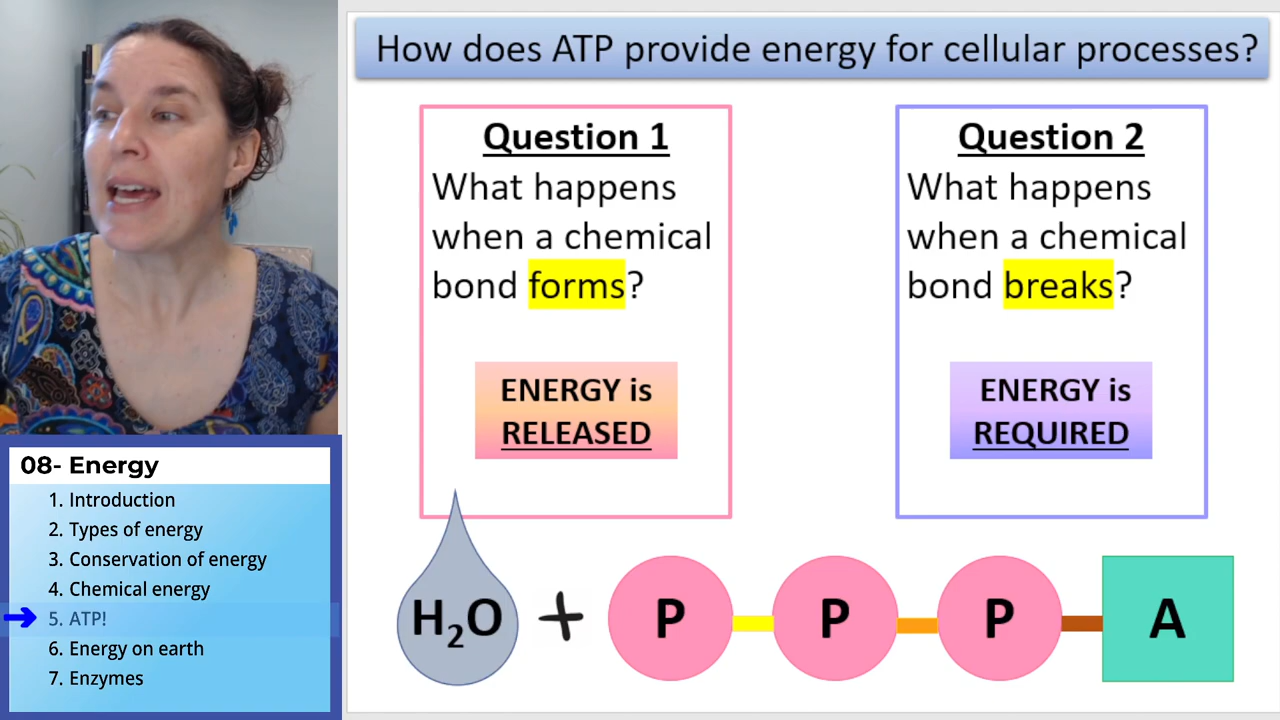 How does ATP provide energy for cellular processes?
Question 1
What happens
when a chemical
bond forms?
ENERGY is
RELEASED
Question 2
What happens
when a chemical
bond breaks?
ENERGY is
REQUIRED
H₂O + P P P A
08- Energy
1. Introduction
2. Types of energy
3. Conservation of energy
4. Chemical energy
5. ATP!
6. Energy on earth
7. Enzymes